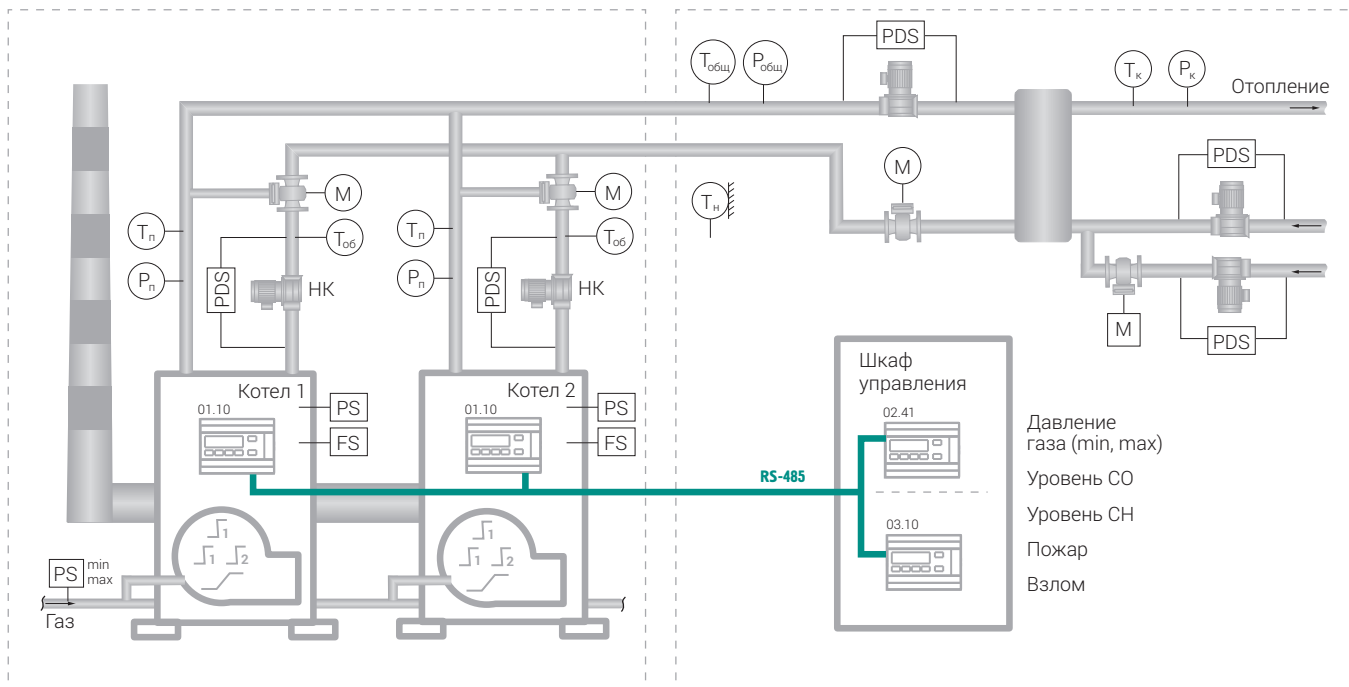 PDS
Tобщ
Pобщ
Tк
Pк
Отопление
PDS
M
M
M
Tн
Tп
Tоб
Tп
Tоб
Pп
PDS
НК
Pп
PDS
НК
M
PDS
Котел 1
PS
FS
01.10
Котел 2
PS
FS
01.10
Шкаф
управления
02.41
03.10
RS-485
Давление
газа (min, max)
Уровень CO
Уровень CH
Пожар
Взлом
1
1
2
1
1
2
PS
min
max
Газ